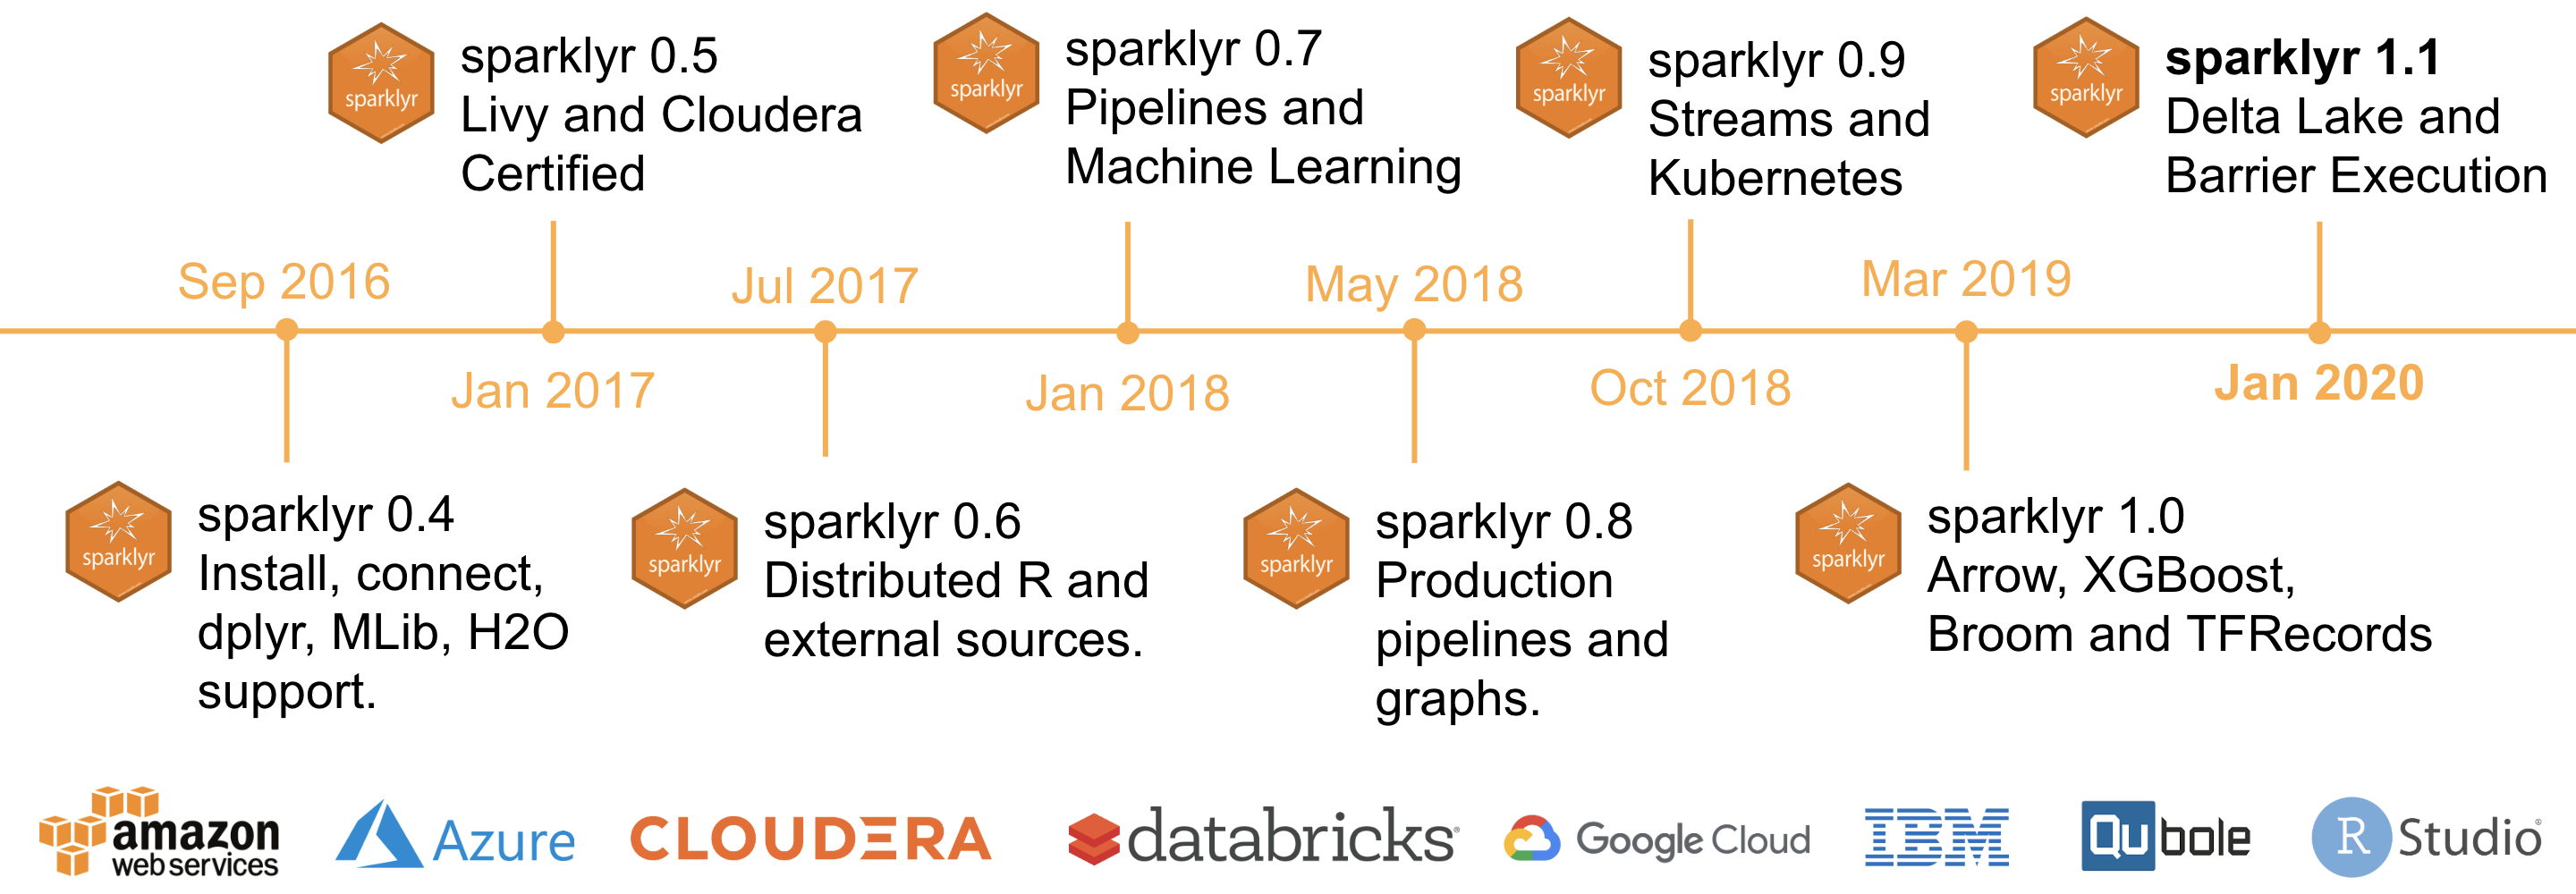 sparklyr
sparklyr 0.5
Livy and Cloudera
Certified
sparklyr
sparklyr 0.7
Pipelines and
Machine Learning
sparklyr
sparklyr 0.9
Streams and
Kubernetes
sparklyr
sparklyr 1.1
Delta Lake and
Barrier Execution
Sep 2016
Jul 2017
May 2018
Mar 2019
Jan 2017
Jan 2018
Oct 2018
Jan 2020
sparklyr
sparklyr 0.4
Install, connect,
dplyr, MLib, H2O
support.
sparklyr
sparklyr 0.6
Distributed R and
external sources.
sparklyr
sparklyr 0.8
Production
pipelines and
graphs.
sparklyr
sparklyr 1.0
Arrow, XGBoost,
Broom and TFRecords
amazon
web services
Azure
CLOUDERA
databricks
Google Cloud
IBM
Qubole
R Studio